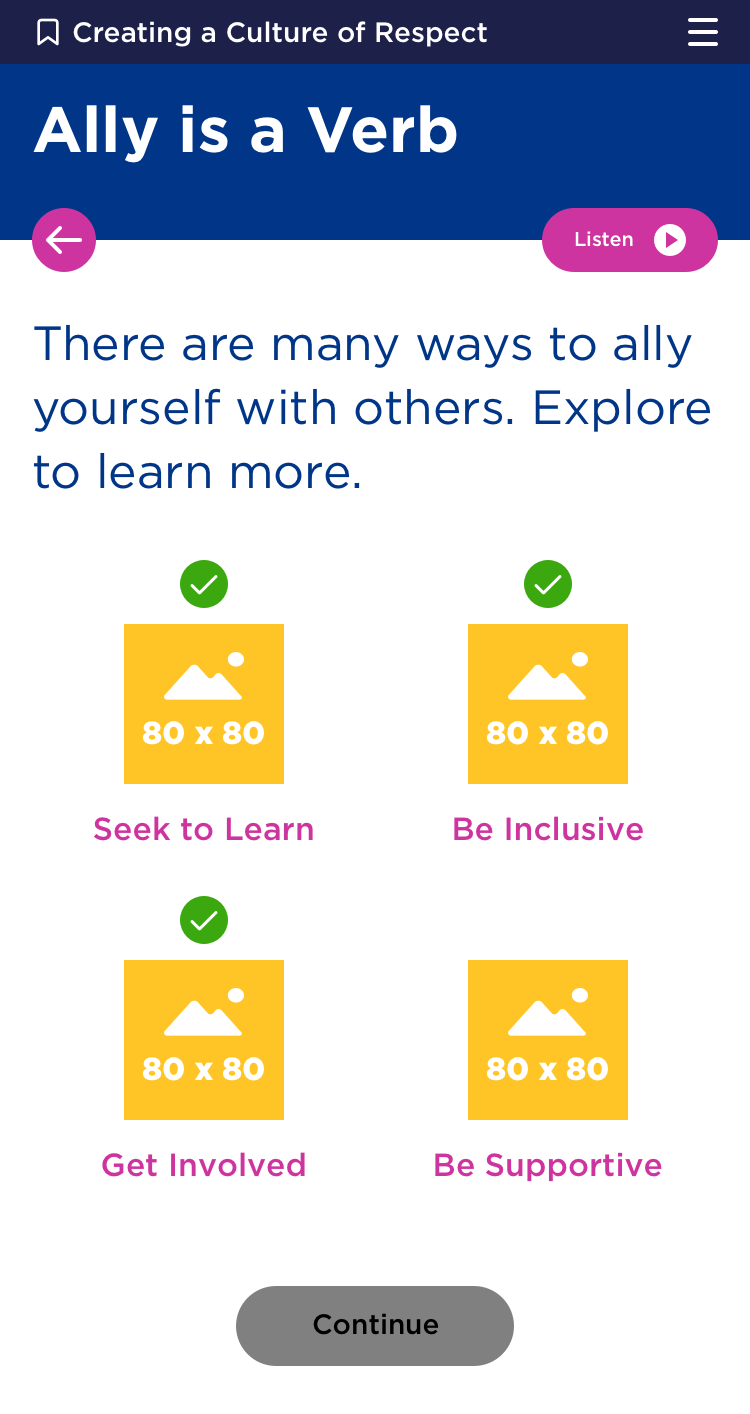 Creating a Culture of Respect
Ally is a Verb
Listen
There are many ways to ally
yourself with others. Explore
to learn more.
80 x 80
80 x 80
Seek to Learn
Be Inclusive
80 x 80
80 x 80
Get Involved
Be Supportive
Continue